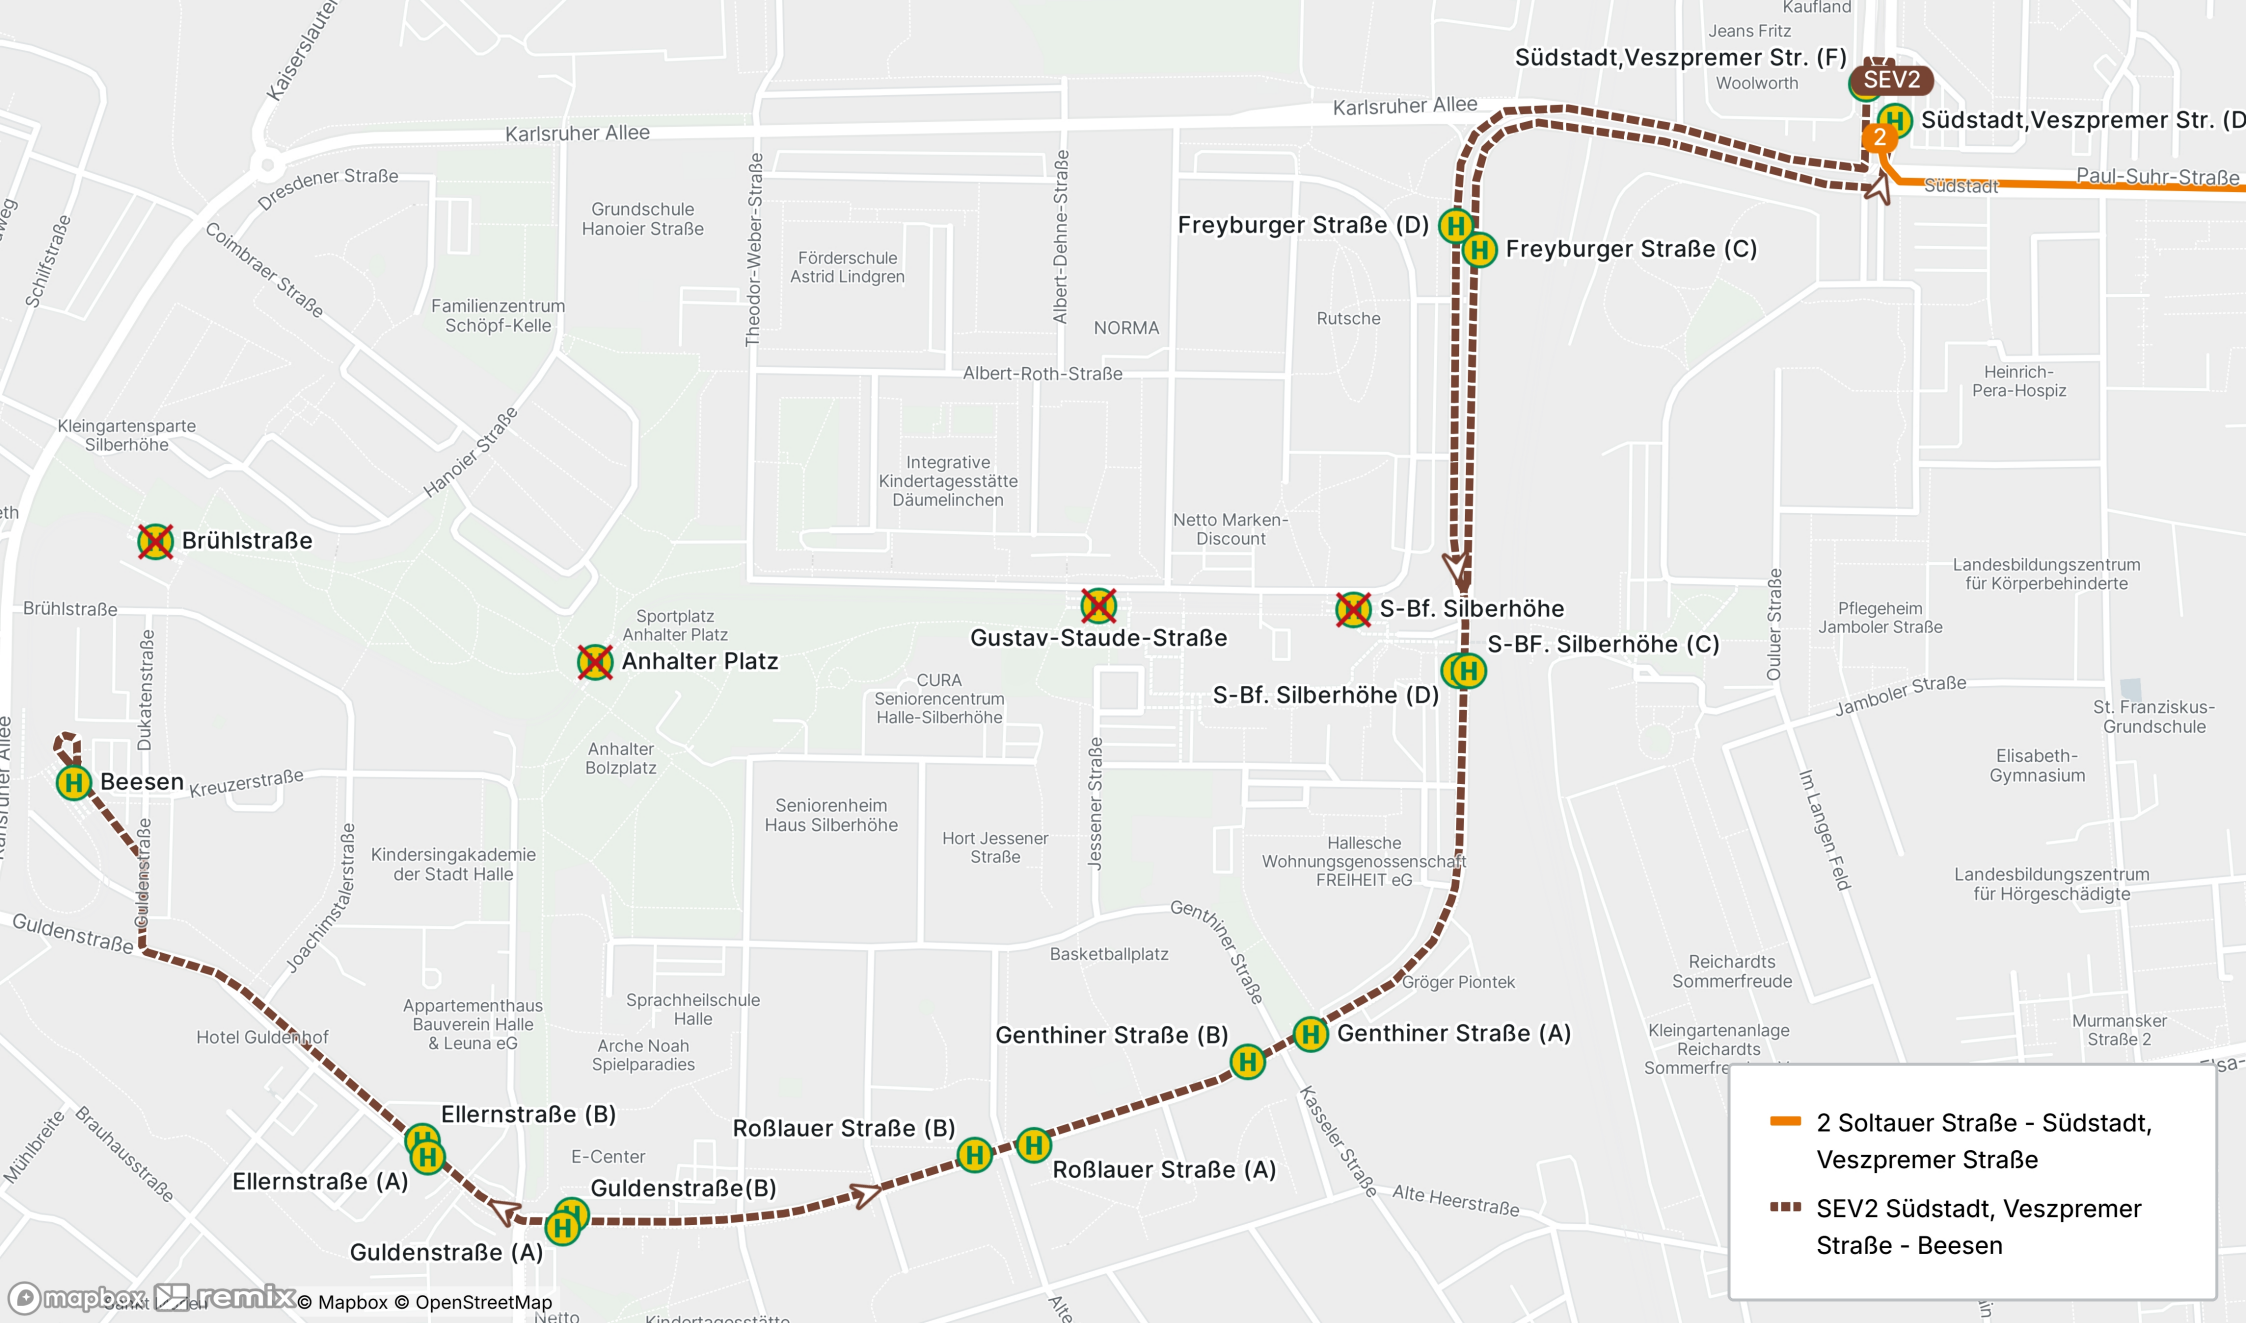 Kaufland
Jeans Fritz
Südstadt,Veszpremer Str. (F)
Woolworth
SEV2
Südstadt,Veszpremer Str. (D
2
Südstadt
Paul-Suhr-Straße
Karlsruher Allee
Karlsruher Allee
Dresdener Straße
Coimbraer Straße
Schilfstraße
Grundschule
Hanoier Straße
Förderschule
Astrid Lindgren
Theodor-Weber-Straße
Albert-Dehne-Straße
Freyburger Straße (D)
Freyburger Straße (C)
Familienzentrum
Schöpf-Kelle
NORMA
Rutsche
Albert-Roth-Straße
Heinrich-
Pera-Hospiz
Kleingartensparte
Silberhöhe
Hanoier Straße
Integrative
Kindertagesstätte
Däumelinchen
Netto Marken-
Discount
Brühlstraße
Brühlstraße
Landesbildungszentrum
für Körperbehinderte
Pflegeheim
Jamboler Straße
Ouluer Straße
Sportplatz
Anhalter Platz
Anhalter Platz
Gustav-Staude-Straße
S-Bf. Silberhöhe
S-BF. Silberhöhe (C)
S-Bf. Silberhöhe (D)
CURA
Seniorencentrum
Halle-Silberhöhe
Jamboler Straße
St. Franziskus-
Grundschule
Dukatenstraße
Karlsruher Allee
Beesen
Kreuzerstraße
Anhalter
Bolzplatz
Elisabeth-
Gymnasium
Im Langen Feld
Seniorenheim
Haus Silberhöhe
Hort Jessener
Straße
Jessener Straße
Hallesche
Wohnungsgenossenschaft
FREIHEIT eG
Kindersingakademie
der Stadt Halle
Landesbildungszentrum
für Hörgeschädigte
Guldenstraße
Guldenstraße
Joachimstalerstraße
Genthiner Straße
Basketballplatz
Gröger Piontek
Reichardts
Sommerfreude
Appartementhaus
Bauverein Halle
& Leuna eG
Sprachheilschule
Halle
Hotel Guldenhof
Arche Noah
Spielparadies
Genthiner Straße (B)
Genthiner Straße (A)
Kleingartenanlage
Reichardts
Murmansker
Straße 2
Ellernstraße (B)
Ellernstraße (A)
Roßlauer Straße (B)
Roßlauer Straße (A)
Kasseler Straße
Alte Heerstraße
E-Center
Guldenstraße(B)
Guldenstraße (A)
Mühlbreite
Brauhausstraße
2 Soltauer Straße - Südstadt,
Veszpremer Straße
SEV2 Südstadt, Veszpremer
Straße - Beesen
mapbox remix © Mapbox © OpenStreetMap
Netto
Alte